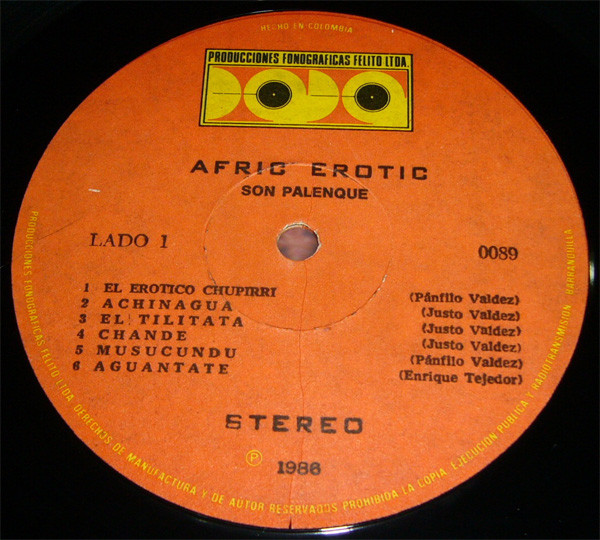 HECHO EN COLOMBIA
PRODUCCIONES FONOGRAFICAS FELITO LTDA.
AFRIC EROTIC
SON PALENQUE
LADO 1
0089
1 EL EROTICO CHUPIRRI (Pánfilo Valdez)
2 ACHINAGUA (Justo Valdez)
3 EL TILITATA (Justo Valdez)
4 CHANDE (Justo Valdez)
5 MUSUCUNDU (Pánfilo Valdez)
6 AGUANTATE (Enrique Tejedor)
STEREO
Ⓟ 1986
PRODUCCIONES FONOGRAFICAS FELITO LTDA. DERECHOS DE MANUFACTURA Y DE AUTOR RESERVADOS PROHIBIDA LA COPIA EJECUCION PUBLICA Y RADIOTRANSMISION BARRANQUILLA